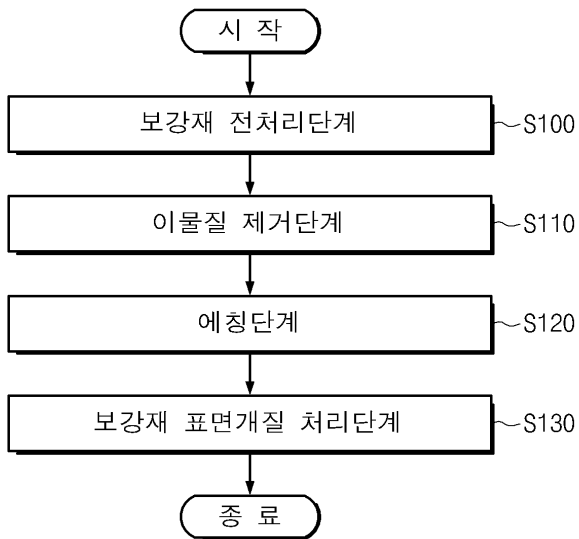 시 작
보강재 전처리단계
S100
이물질 제거단계
S110
에칭단계
S120
보강재 표면개질 처리단계
S130
종 료